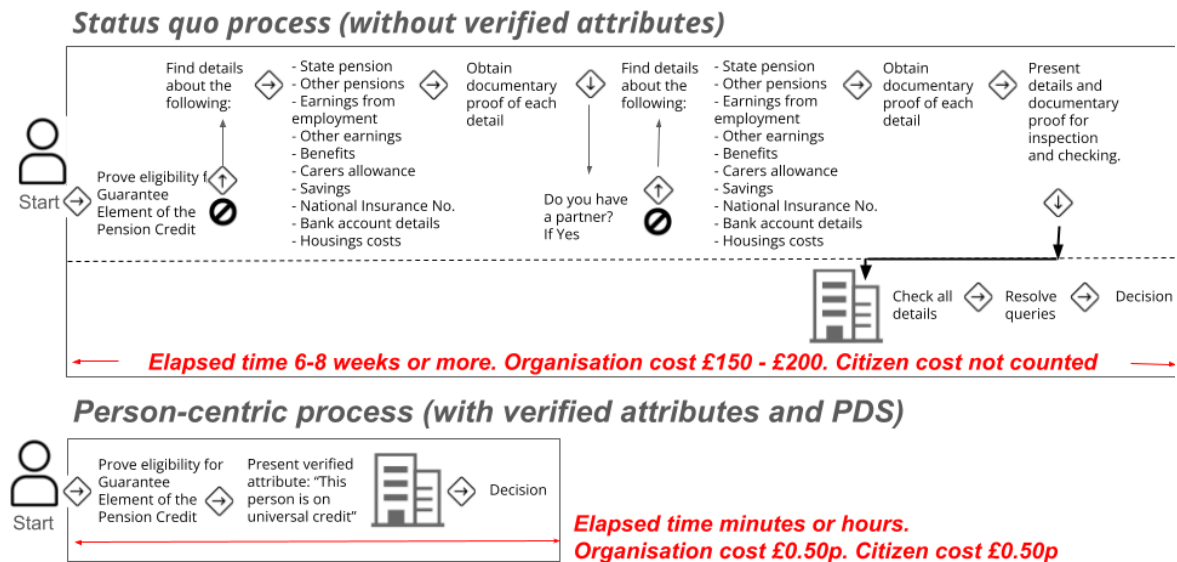 Status quo process (without verified attributes)
Start
Prove eligibility f
Guarantee
Element of the
Pension Credit
Find details
about the
following:
- State pension
- Other pensions
- Earnings from
employment
- Other earnings
- Benefits
- Carers allowance
- Savings
- National Insurance No.
- Bank account details
- Housings costs
Obtain
documentary
proof of each
detail
Do you have
a partner?
If Yes
Find details
about the
following:
- State pension
- Other pensions
- Earnings from
employment
- Other earnings
- Benefits
- Carers allowance
- Savings
- National Insurance No.
- Bank account details
- Housings costs
Obtain
documentary
proof of each
detail
Present
details and
documentary
proof for
inspection
and checking.
Check all
details
Resolve
queries
Decision
Elapsed time 6-8 weeks or more. Organisation cost £150 - £200. Citizen cost not counted
Person-centric process (with verified attributes and PDS)
Start
Prove eligibility for
Guarantee
Element of the
Pension Credit
Present verified
attribute: “This
person is on
universal credit”
Decision
Elapsed time minutes or hours.
Organisation cost £0.50p. Citizen cost £0.50p